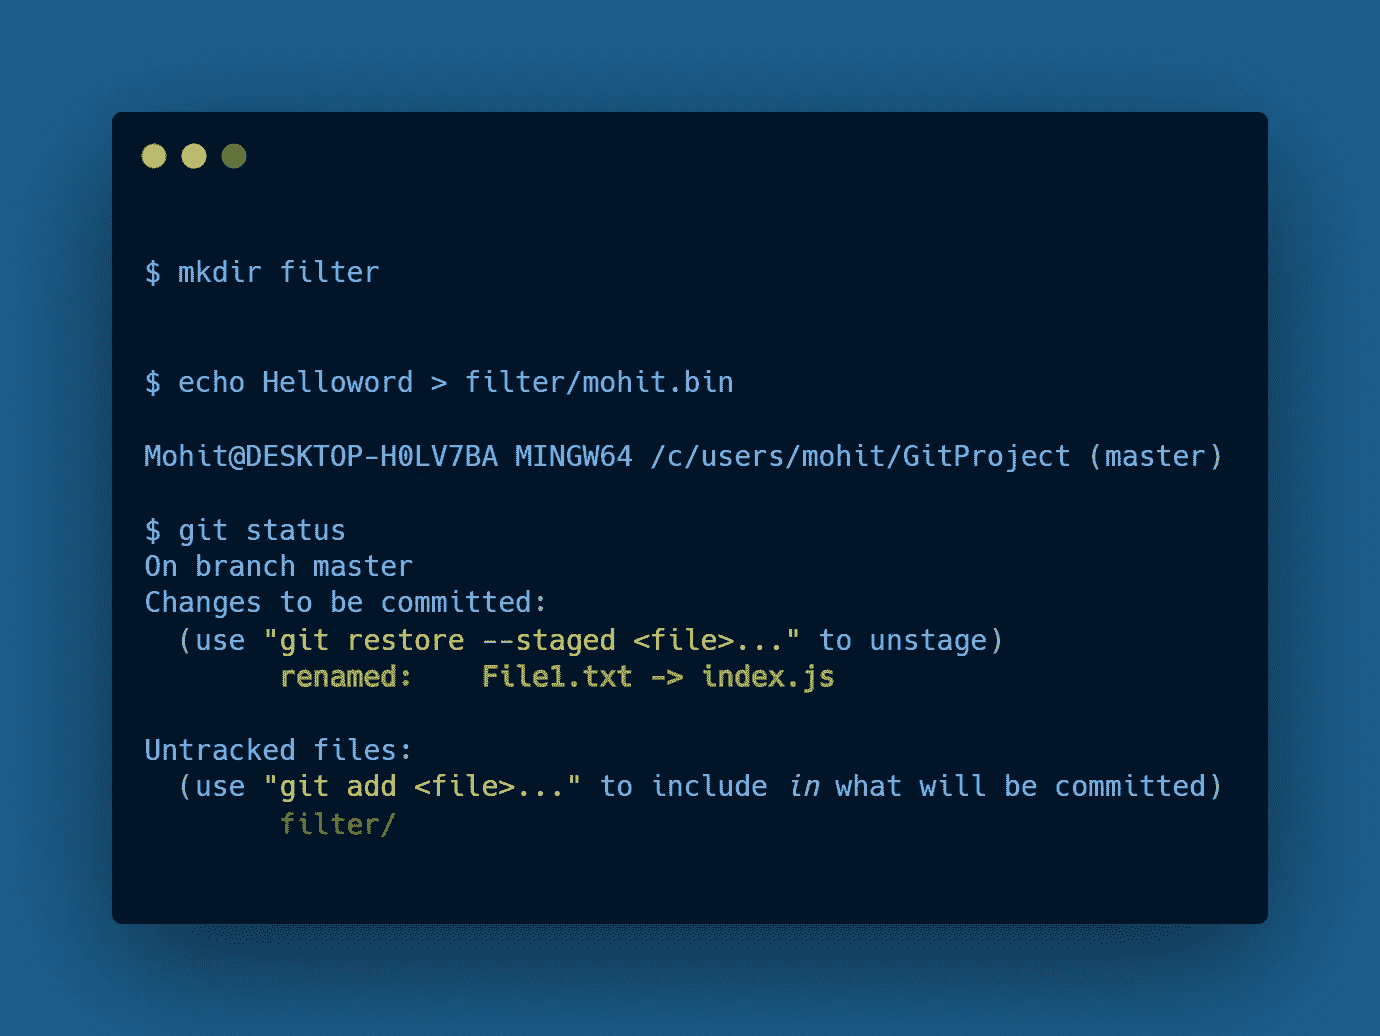 $ mkdir filter
$ echo Helloword > filter/mohit.bin
Mohit@DESKTOP-H0LV7BA MINGW64 /c/users/mohit/GitProject (master)
$ git status
On branch master
Changes to be committed:
(use "git restore --staged <file>..." to unstage)
renamed: File1.txt -> index.js
Untracked files:
(use "git add <file>..." to include in what will be committed)
filter/